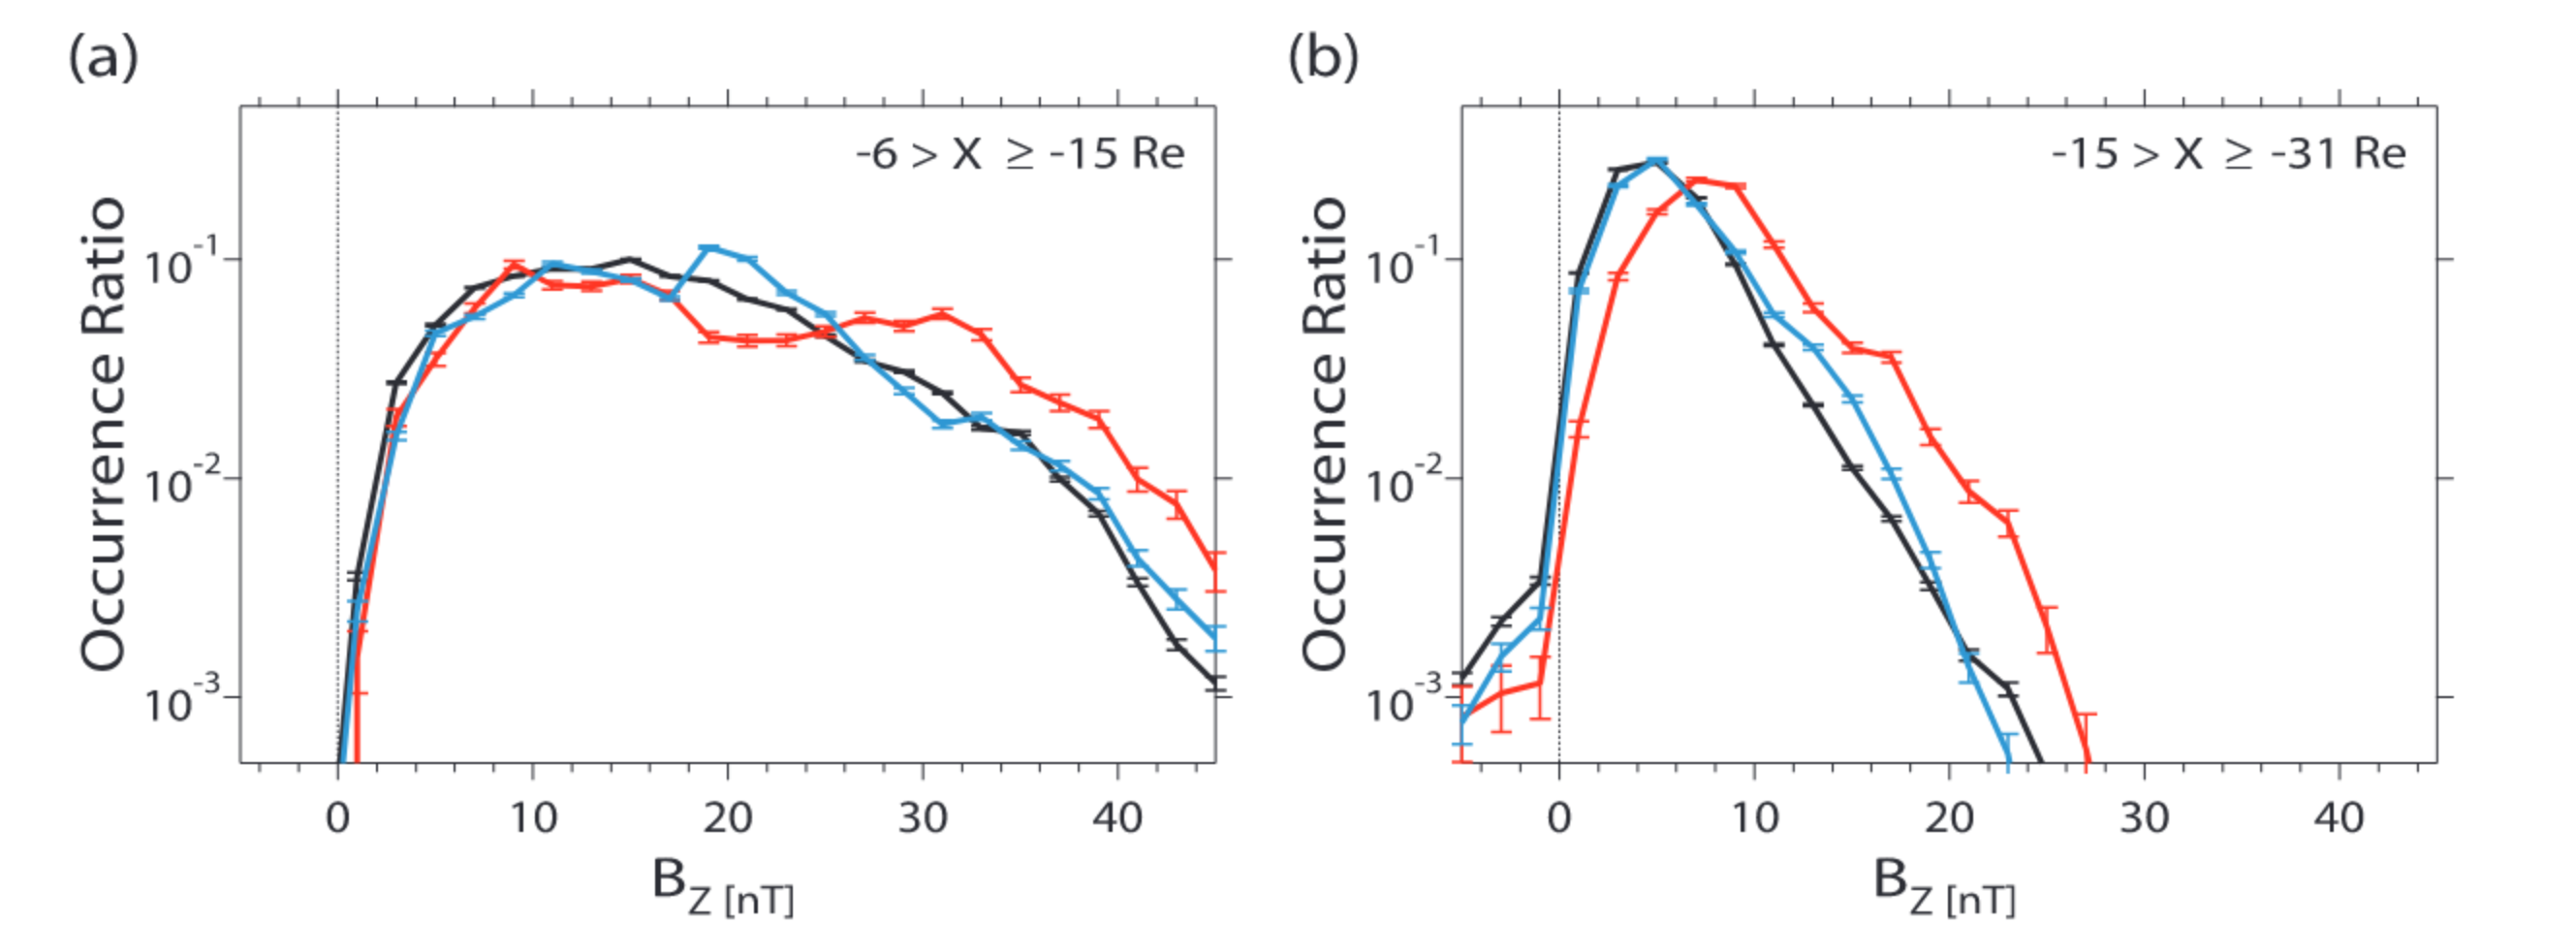 (a)
-6 > X ≥ -15 Re
Occurrence Ratio
10^-1
10^-2
10^-3
0 10 20 30 40
B_Z [nT]
(b)
-15 > X ≥ -31 Re
Occurrence Ratio
10^-1
10^-2
10^-3
0 10 20 30 40
B_Z [nT]